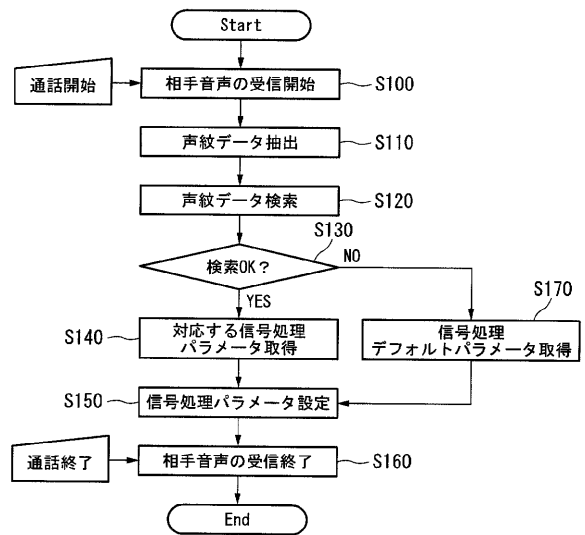 Start
通話開始
相手音声の受信開始
S100
声紋データ抽出
S110
声紋データ検索
S120
S130
検索OK？
NO
YES
S140
対応する信号処理
パラメータ取得
S170
信号処理
デフォルトパラメータ取得
S150
信号処理パラメータ設定
通話終了
相手音声の受信終了
S160
End